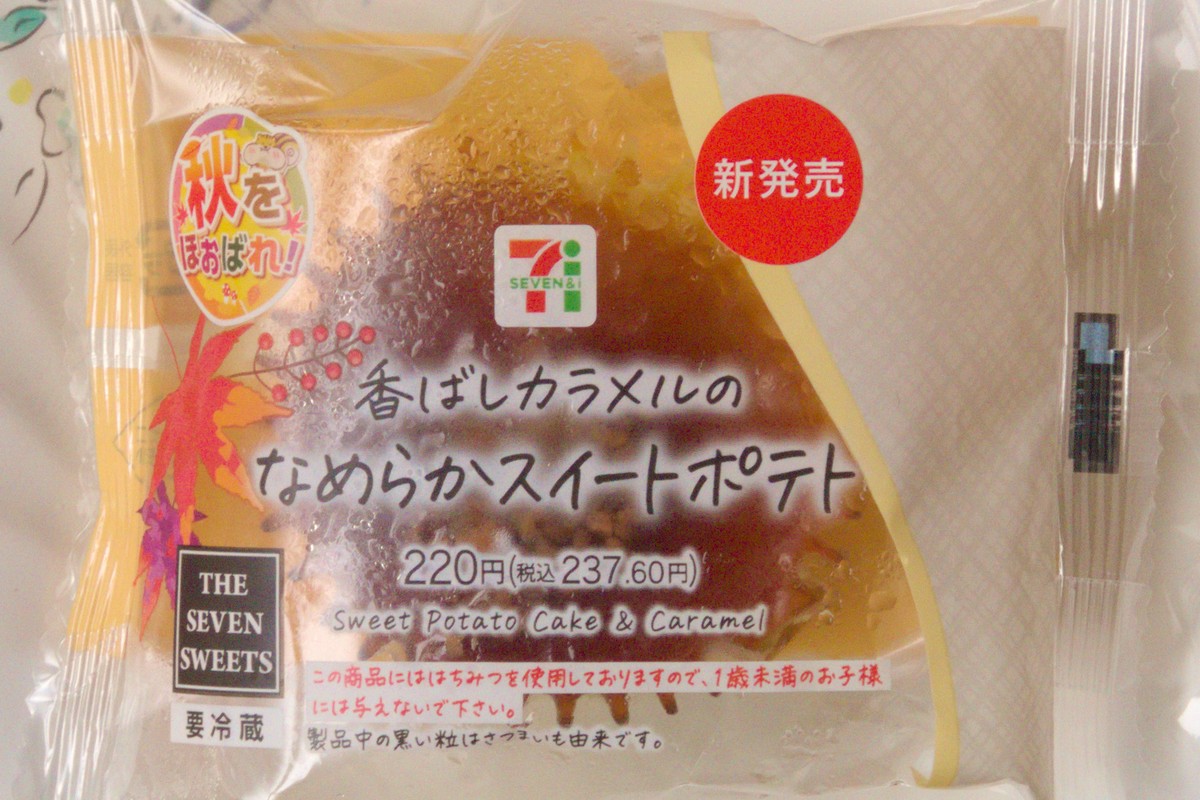 秋を
ほおばれ!
新発売
SEVEN&i
香ばしカラメルの
なめらかスイートポテト
220円(税込 237.60円)
Sweet Potato Cake & Caramel
THE
SEVEN
SWEETS
要冷蔵
この商品にははちみつを使用しておりますので、1歳未満のお子様
には与えないで下さい。
製品中の黒い粒はさつまいも由来です。